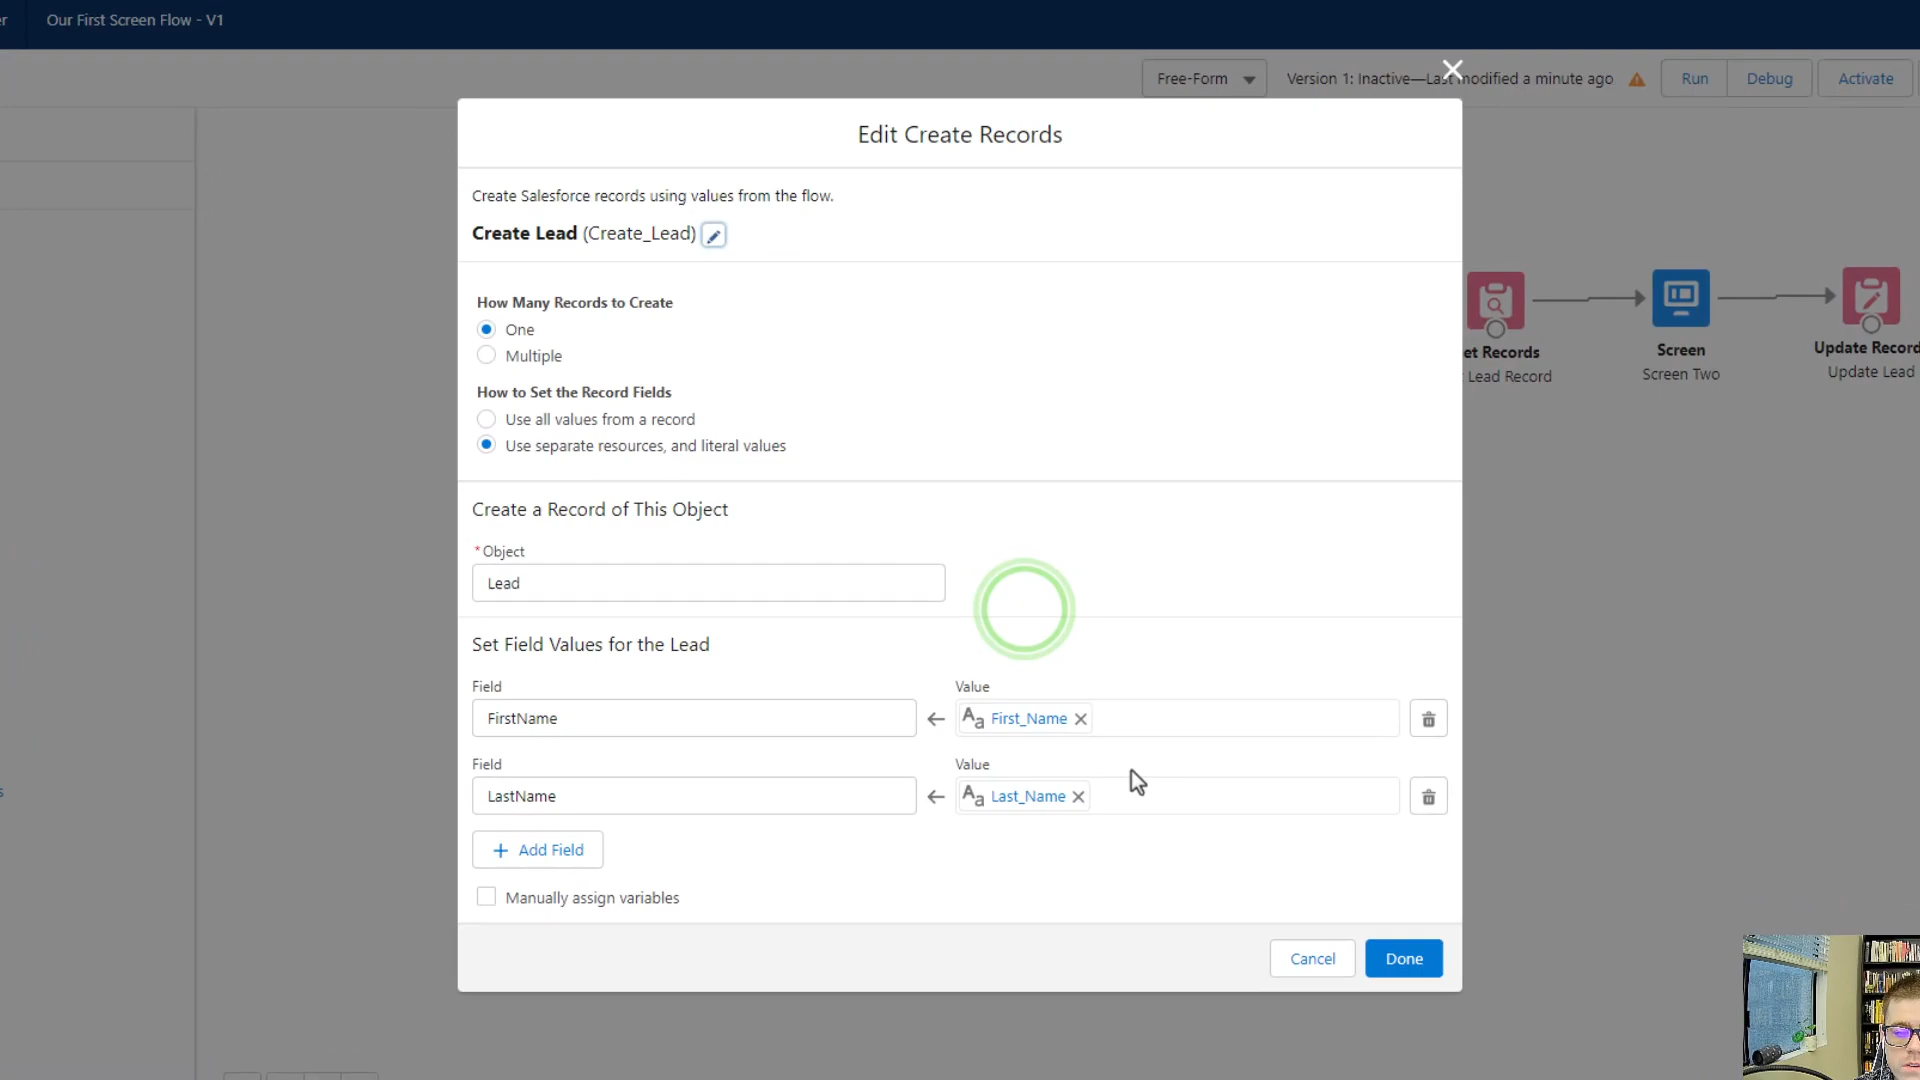 er
Our First Screen Flow - V1
Free-Form
Version 1: Inactive—Last modified a minute ago
Run
Debug
Activate
Edit Create Records
Create Salesforce records using values from the flow.
Create Lead (Create_Lead)
How Many Records to Create
One
Multiple
How to Set the Record Fields
Use all values from a record
Use separate resources, and literal values
et Records
Lead Record
Screen
Screen Two
Update Record
Update Lead
Create a Record of This Object
*Object
Lead
Set Field Values for the Lead
Field
Value
FirstName
Aa First_Name
Field
Value
LastName
Aa Last_Name
+ Add Field
Manually assign variables
Cancel
Done